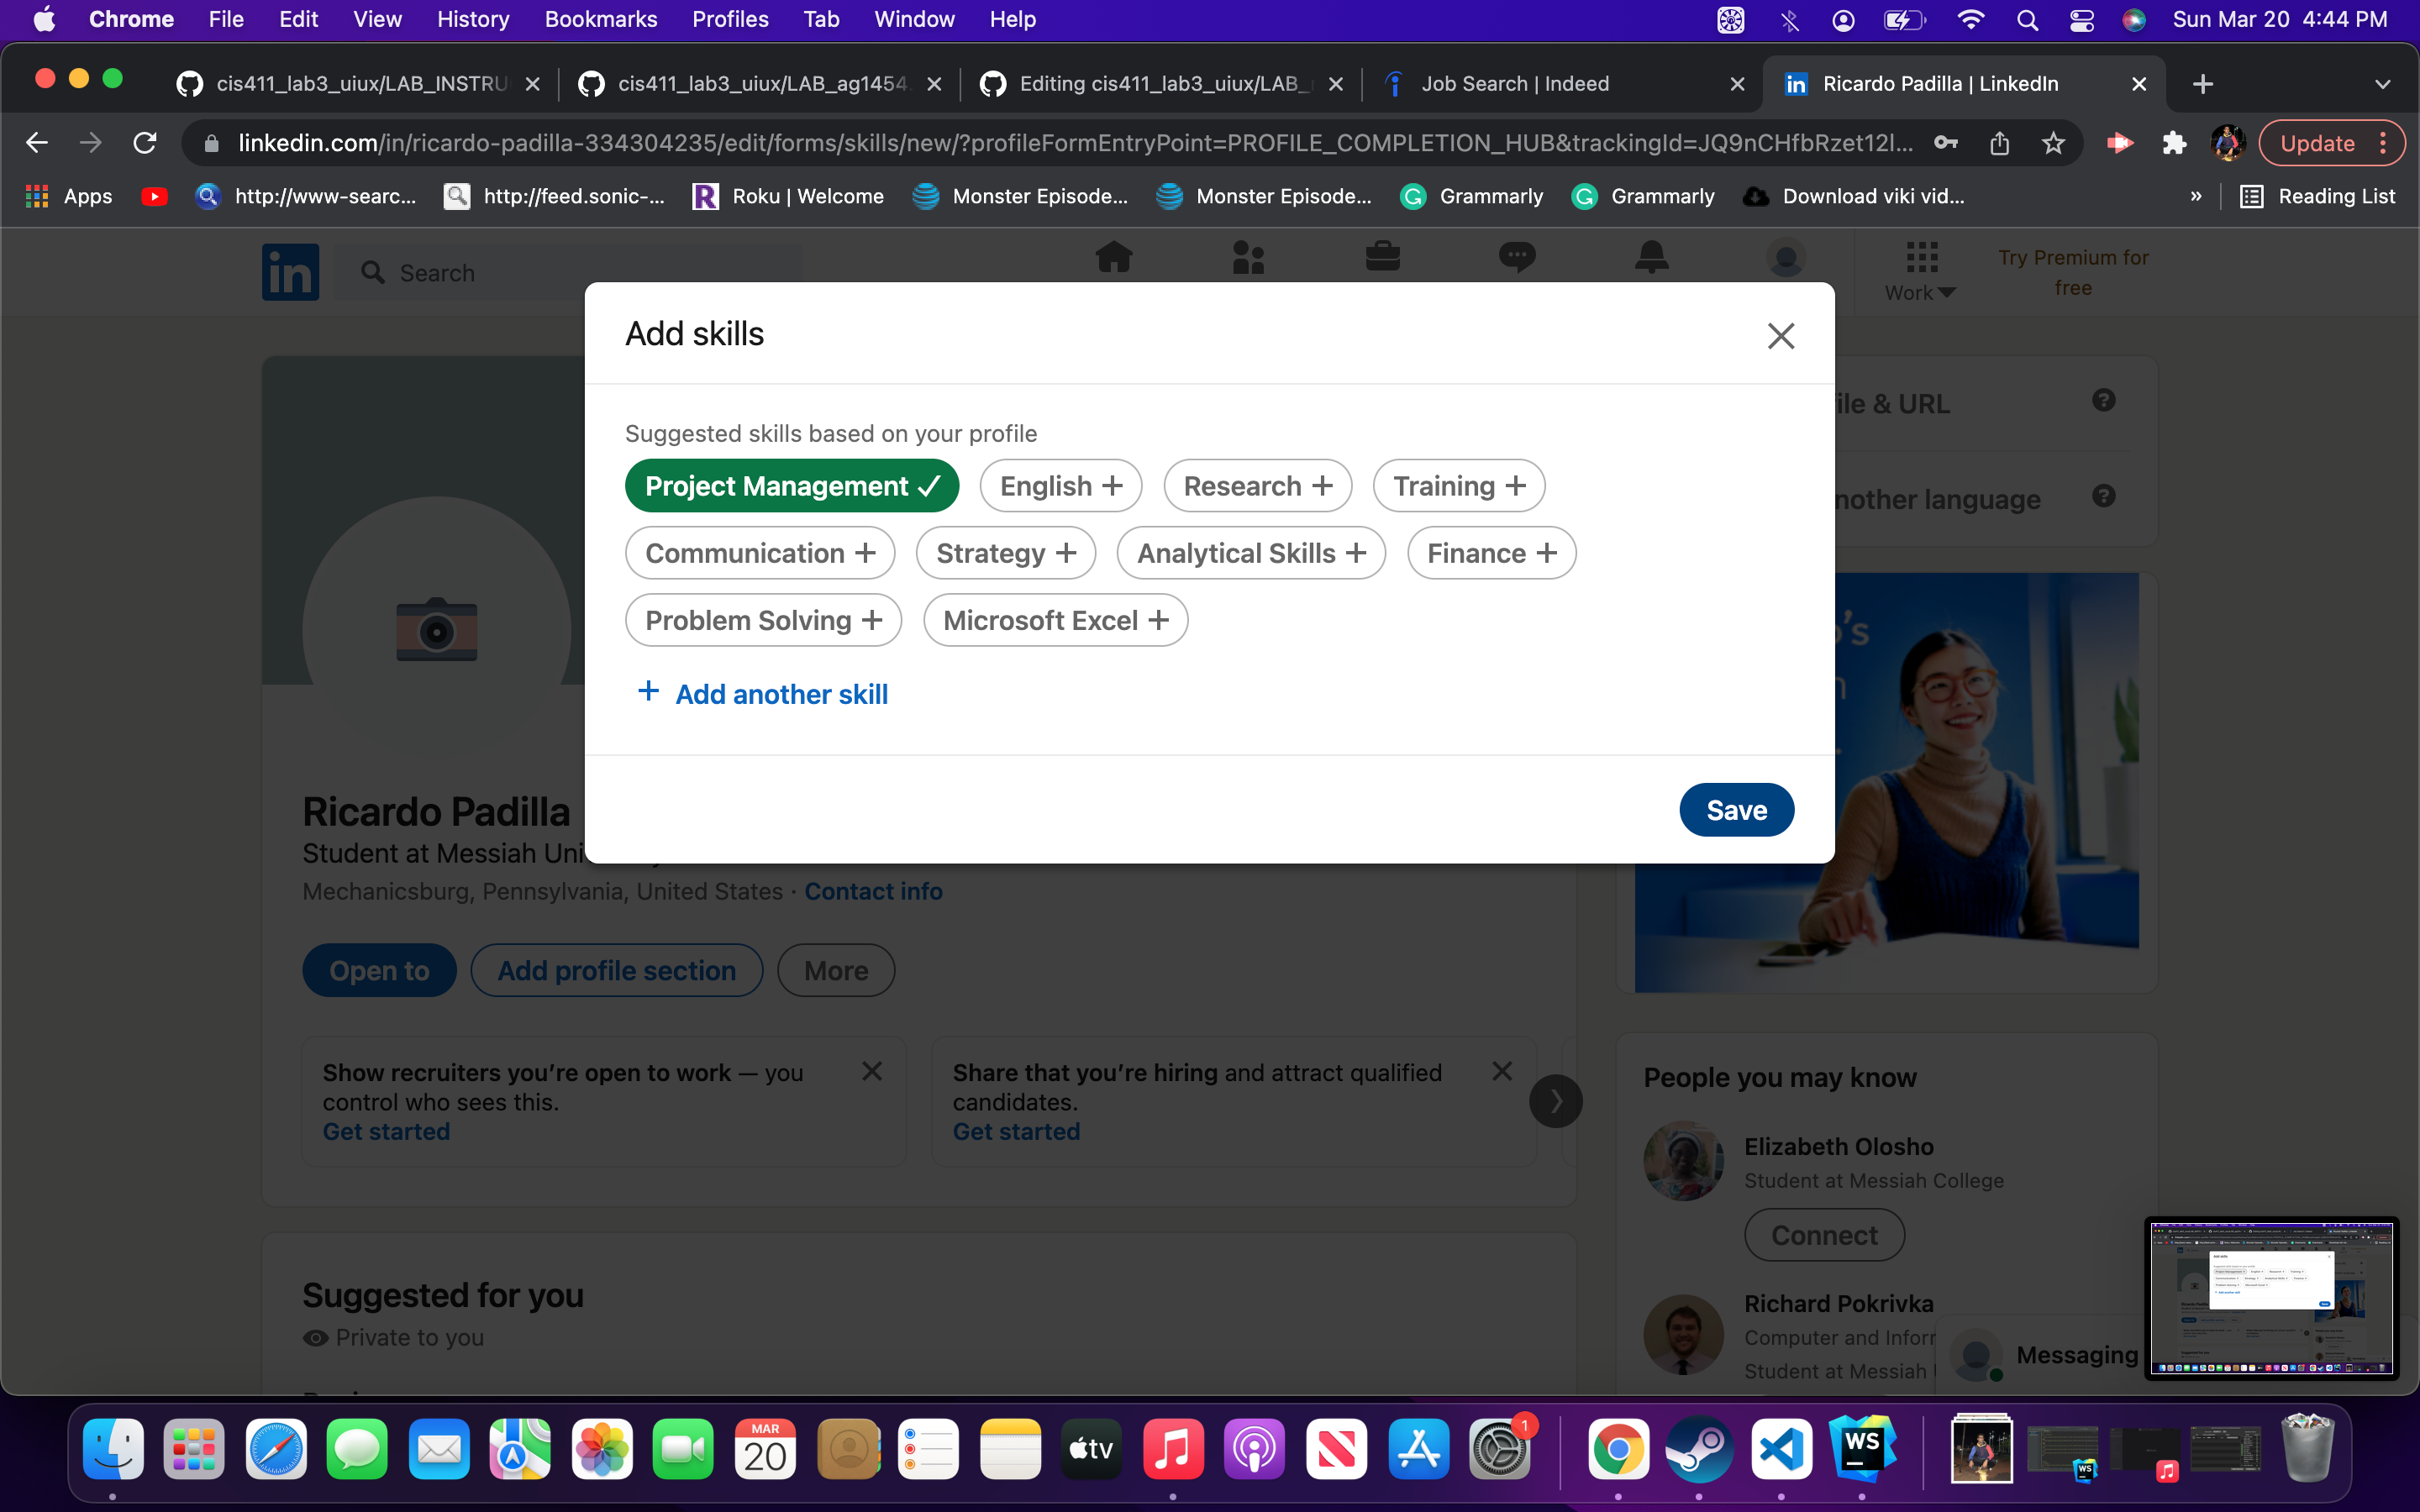 Chrome File Edit View History Bookmarks Profiles Tab Window Help Sun Mar 20 4:44 PM
cis411_lab3_uiux/LAB_INSTRU cis411_lab3_uiux/LAB_ag1454. Editing cis411_lab3_uiux/LAB_ Job Search | Indeed Ricardo Padilla | LinkedIn
linkedin.com/in/ricardo-padilla-334304235/edit/forms/skills/new/?profileFormEntryPoint=PROFILE_COMPLETION_HUB&trackingId=JQ9nCHfbRzet12l... Update
Apps http://www-searc... http://feed.sonic-... Roku | Welcome Monster Episode... Monster Episode... Grammarly Grammarly Download viki vid... » Reading List
in Search Work Try Premium for
free
Add skills
Suggested skills based on your profile
Project Management English Research Training
Communication Strategy Analytical Skills Finance
Problem Solving Microsoft Excel
+ Add another skill
Save
ile & URL
nother language
o's
n
Ricardo Padilla
Student at Messiah Uni
Mechanicsburg, Pennsylvania, United States · Contact info
Open to Add profile section More
Show recruiters you're open to work — you
control who sees this.
Get started
Share that you're hiring and attract qualified
candidates.
Get started
People you may know
Elizabeth Olosho
Student at Messiah College
Connect
Richard Pokrivka
Computer and Infor
Student at Messiah
Messaging
Suggested for you
Private to you
MAR
20
tv
1
WS